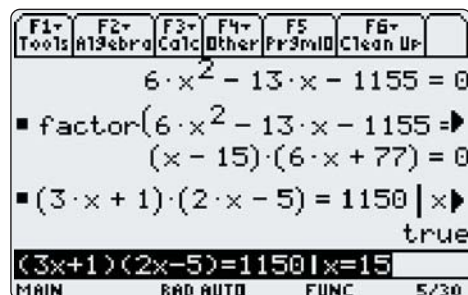 F1▾ F2▾ F3▾ F4▾ F5 F6▾
Tools Algebra Calc Other PrgmIO Clean Up
6·x² − 13·x − 1155 = 0
▪ factor(6·x² − 13·x − 1155 =▶
(x − 15)·(6·x + 77) = 0
▪ (3·x + 1)·(2·x − 5) = 1150 | x▶
true
(3x+1)(2x-5)=1150|x=15
MAIN RAD AUTO FUNC 5/30